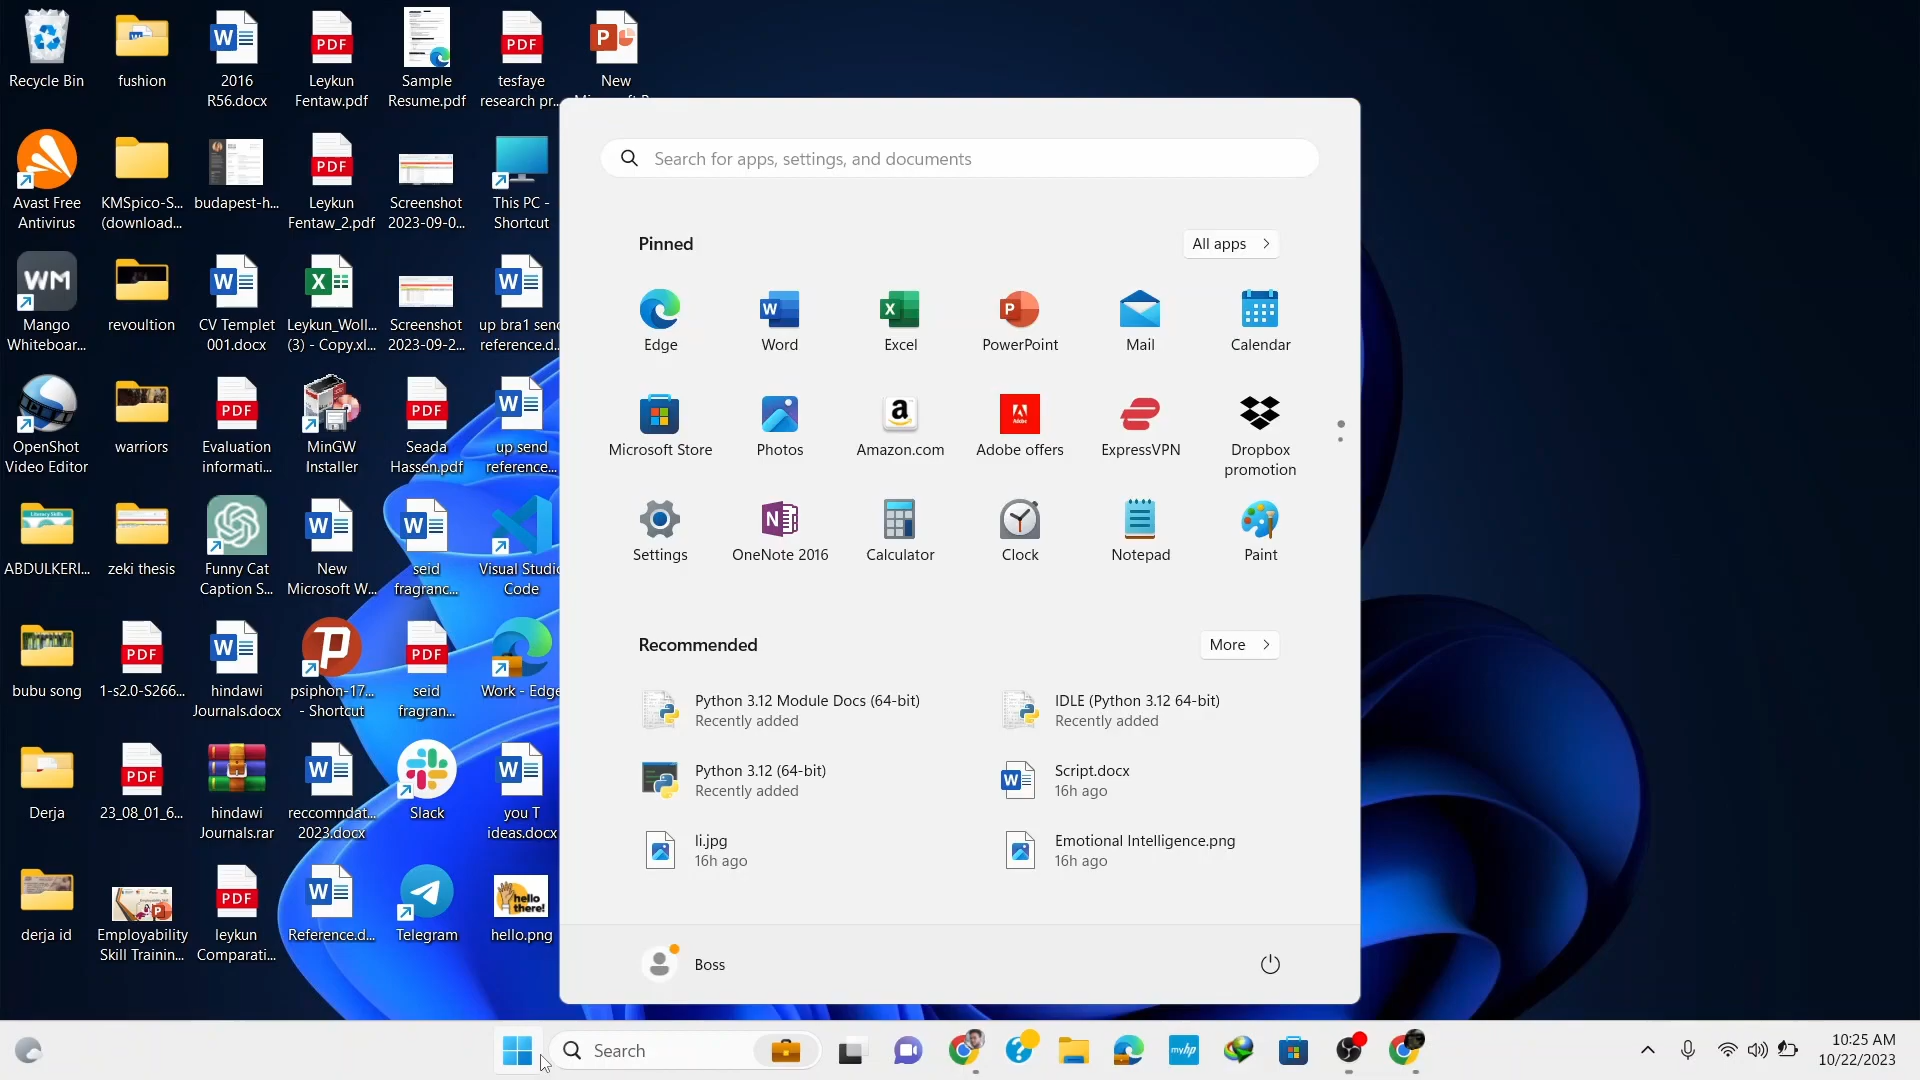 Recycle Bin
fushion
2016
R56.docx
Leykun
Fentaw.pdf
Sample
Resume.pdf
tesfaye
research pr...
New
Avast Free
Antivirus
KMSpico-S...
(download...
budapest-h...
Leykun
Fentaw_2.pdf
Screenshot
2023-09-0...
This PC -
Shortcut
Mango
Whiteboar...
revoultion
CV Templet
001.docx
Leykun_Woll...
(3) - Copy.xl...
Screenshot
2023-09-2...
up bra1 send
reference.d...
OpenShot
Video Editor
warriors
Evaluation
informati...
MinGW
Installer
Seada
Hassen.pdf
up send
reference...
ABDULKERI...
zeki thesis
Funny Cat
Caption S...
New
Microsoft W...
seid
fragranc...
Visual Studio
Code
bubu song
1-s2.0-S266...
hindawi
Journals.docx
psiphon-17...
- Shortcut
seid
fragran...
Work - Edge
Derja
23_08_01_6...
hindawi
Journals.rar
reccomndat...
2023.docx
Slack
you T
ideas.docx
derja id
Employability
Skill Trainin...
leykun
Comparati...
Reference.d...
Telegram
hello there!
hello.png
Search for apps, settings, and documents
Pinned
All apps
Edge
Word
Excel
PowerPoint
Mail
Calendar
Microsoft Store
Photos
Amazon.com
Adobe offers
ExpressVPN
Dropbox
promotion
Settings
OneNote 2016
Calculator
Clock
Notepad
Paint
Recommended
More
Python 3.12 Module Docs (64-bit)
Recently added
IDLE (Python 3.12 64-bit)
Recently added
Python 3.12 (64-bit)
Recently added
Script.docx
16h ago
li.jpg
16h ago
Emotional Intelligence.png
16h ago
Boss
Search
myhp
10:25 AM
10/22/2023